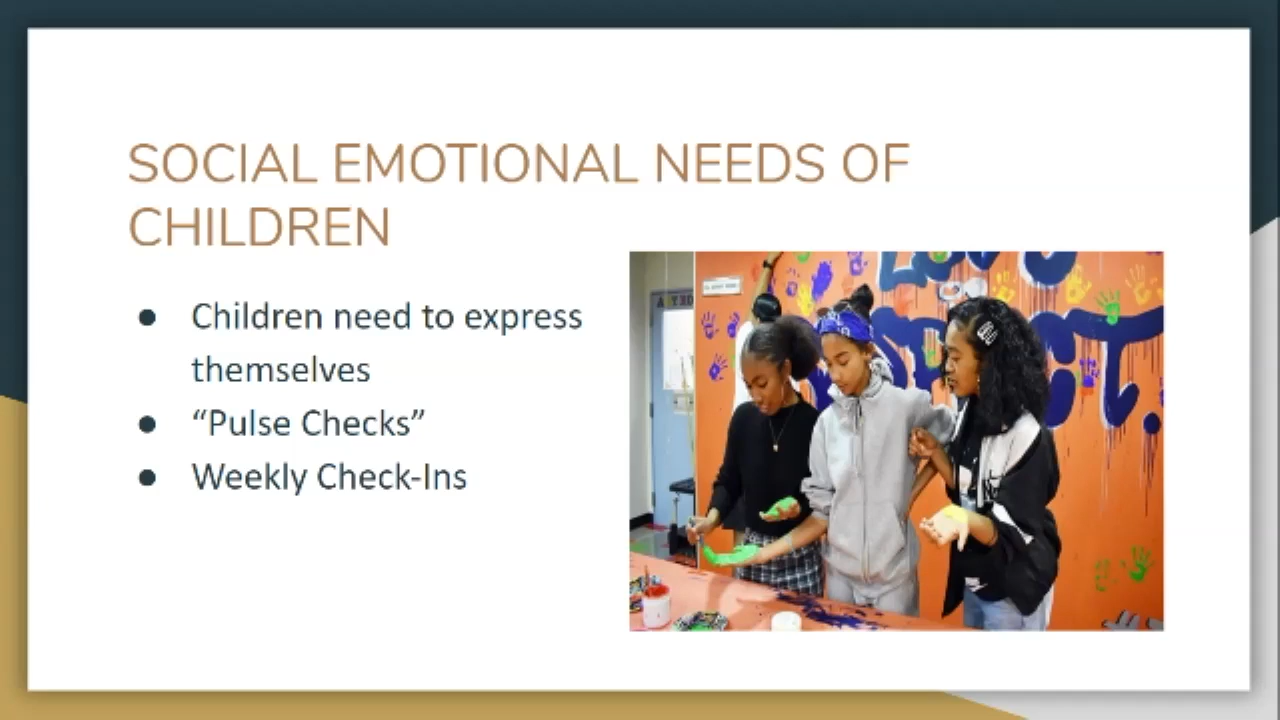 SOCIAL EMOTIONAL NEEDS OF
CHILDREN
● Children need to express
themselves
● “Pulse Checks”
● Weekly Check-Ins